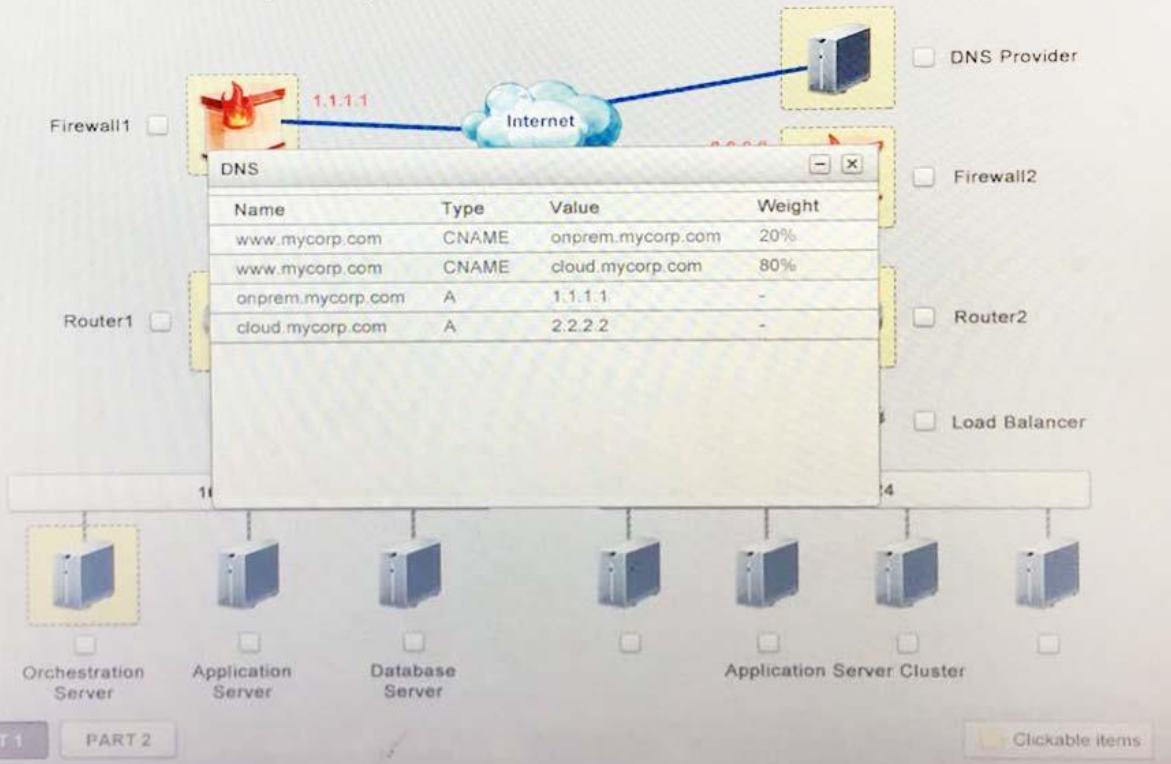 DNS Provider
1.1.1.1
Internet
Firewall1
Firewall2
DNS
Name Type Value Weight
www.mycorp.com CNAME onprem.mycorp.com 20%
www.mycorp.com CNAME cloud.mycorp.com 80%
onprem.mycorp.com A 1.1.1.1 -
cloud.mycorp.com A 2.2.2.2 -
Router1
Router2
Load Balancer
Orchestration
Server
Application
Server
Database
Server
Application Server Cluster
PART 2
Clickable items